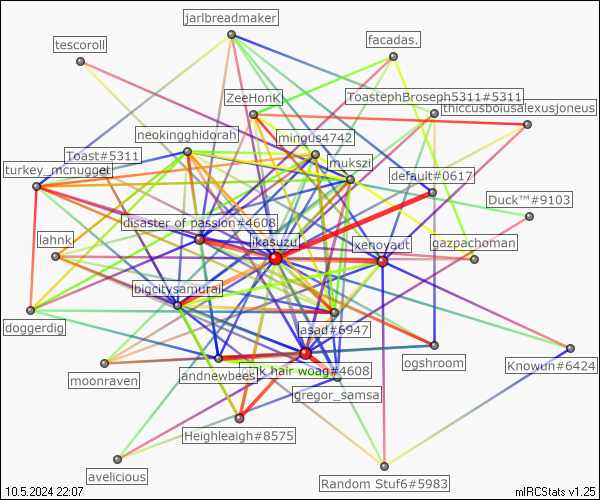 jarlbreadmaker
tescoroll
facadas.
ZeeHonK
ToastephBroseph5311#5311
thiccusboiusalexusjoneus
neokingghidorah
mingus4742
Toast#5311
turkey_mcnugget
mukszi
default#0617
Duck™#9103
disaster of passion#4608
lahnk
ikasuzu
xenoyaut
gazpachoman
bigcitysamurai
doggerdig
asad#6947
ogshroom
Knowun#6424
moonraven
andnewbees
pink hair woag#4608
gregor_samsa
Heighleaigh#8575
avelicious
Random Stuf6#5983
10.5.2024 22:07
mIRCStats v1.25